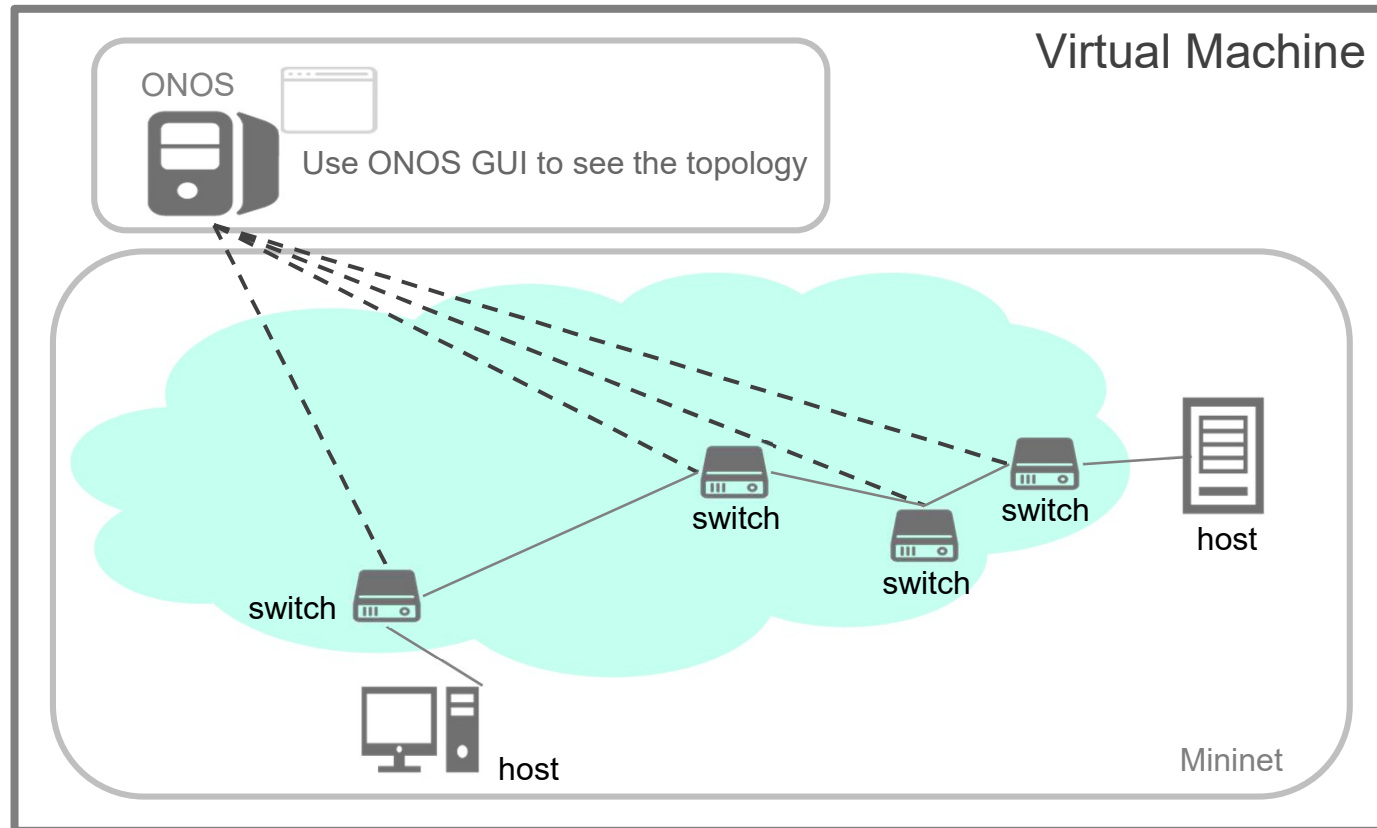 Virtual Machine
ONOS
Use ONOS GUI to see the topology
switch
switch
switch
switch
host
host
Mininet